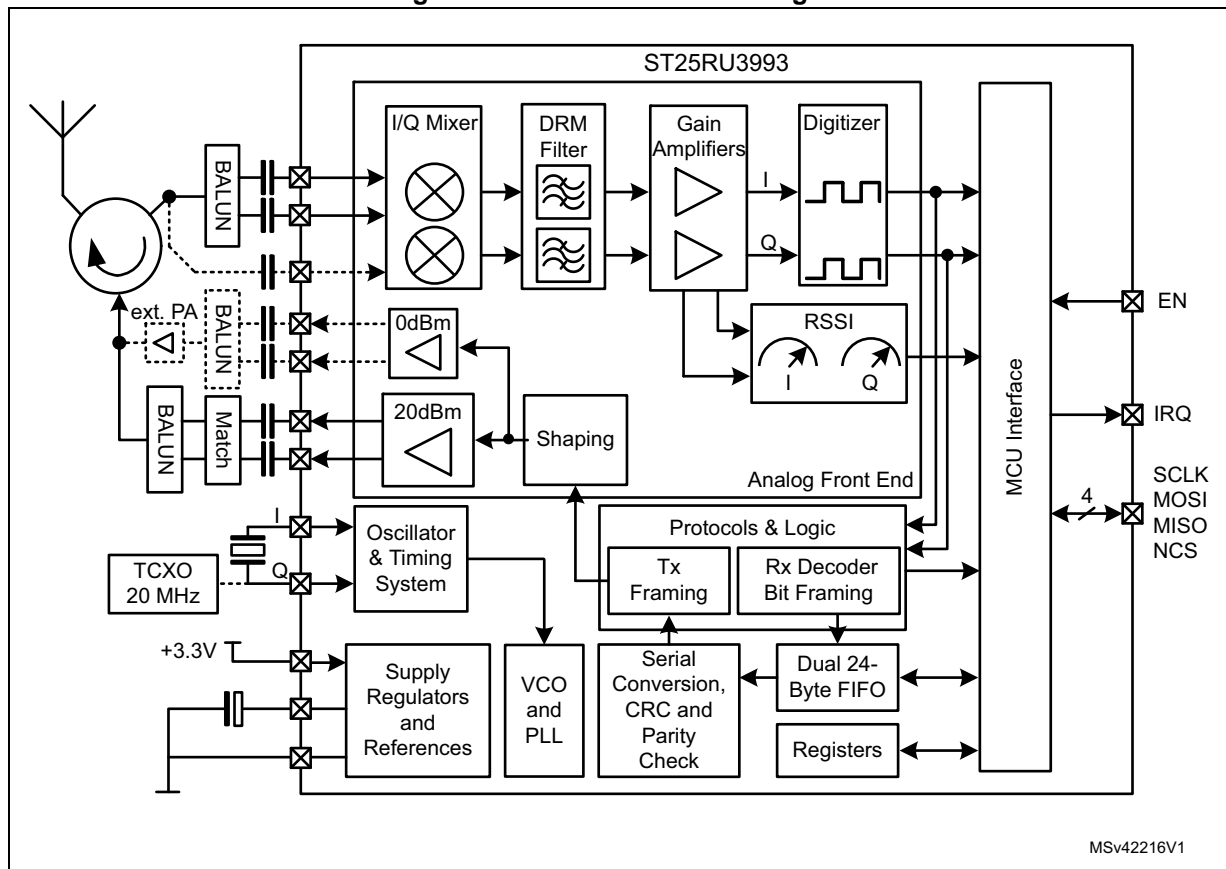 ST25RU3993
I/Q Mixer
DRM
Filter
Gain
Amplifiers
Digitizer
I
Q
BALUN
ext. PA
BALUN
0dBm
RSSI
I
Q
BALUN
Match
20dBm
Shaping
Analog Front End
MCU Interface
EN
IRQ
SCLK
MOSI
MISO
NCS
4
I
Q
TCXO
20 MHz
Oscillator
& Timing
System
Protocols & Logic
Tx
Framing
Rx Decoder
Bit Framing
+3.3V
Supply
Regulators
and
References
VCO
and
PLL
Serial
Conversion,
CRC and
Parity
Check
Dual 24-
Byte FIFO
Registers
MSv42216V1